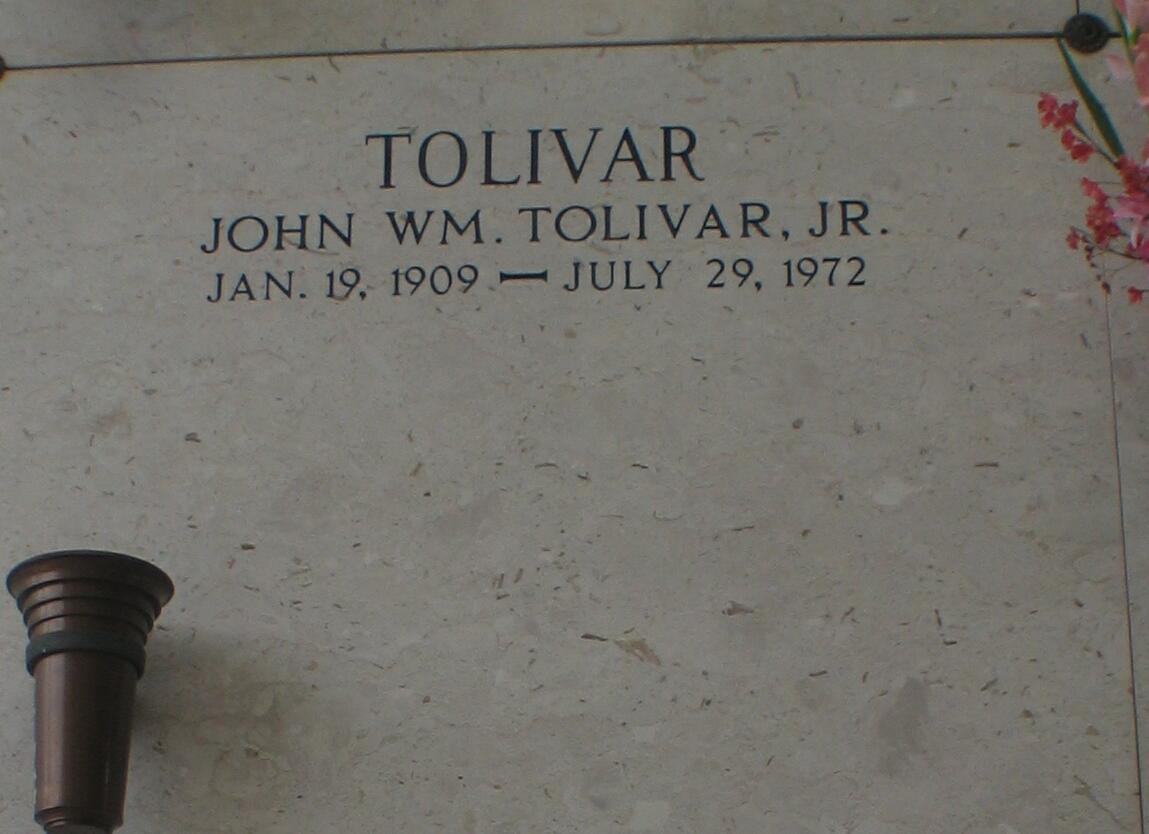 TOLIVAR
JOHN WM. TOLIVAR, JR.
JAN. 19, 1909 — JULY 29, 1972